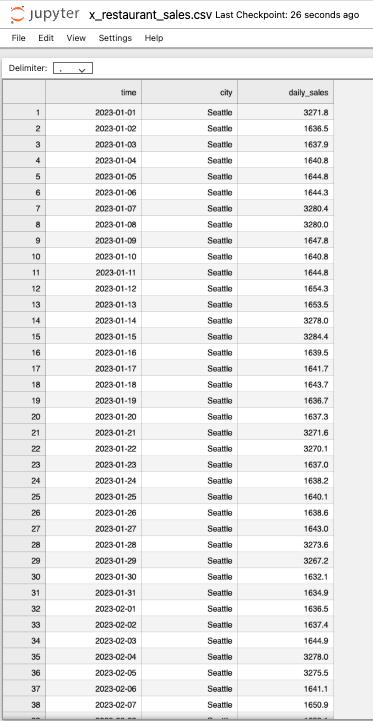 jupyter x_restaurant_sales.csv Last Checkpoint: 26 seconds ago
File Edit View Settings Help
Delimiter: ,
time city daily_sales
1 2023-01-01 Seattle 3271.8
2 2023-01-02 Seattle 1636.5
3 2023-01-03 Seattle 1637.9
4 2023-01-04 Seattle 1640.8
5 2023-01-05 Seattle 1644.8
6 2023-01-06 Seattle 1644.3
7 2023-01-07 Seattle 3280.4
8 2023-01-08 Seattle 3280.0
9 2023-01-09 Seattle 1647.8
10 2023-01-10 Seattle 1640.8
11 2023-01-11 Seattle 1644.8
12 2023-01-12 Seattle 1654.3
13 2023-01-13 Seattle 1653.5
14 2023-01-14 Seattle 3278.0
15 2023-01-15 Seattle 3284.4
16 2023-01-16 Seattle 1639.5
17 2023-01-17 Seattle 1641.7
18 2023-01-18 Seattle 1643.7
19 2023-01-19 Seattle 1636.7
20 2023-01-20 Seattle 1637.3
21 2023-01-21 Seattle 3271.6
22 2023-01-22 Seattle 3270.1
23 2023-01-23 Seattle 1637.0
24 2023-01-24 Seattle 1638.2
25 2023-01-25 Seattle 1640.1
26 2023-01-26 Seattle 1638.6
27 2023-01-27 Seattle 1643.0
28 2023-01-28 Seattle 3273.6
29 2023-01-29 Seattle 3267.2
30 2023-01-30 Seattle 1632.1
31 2023-01-31 Seattle 1634.9
32 2023-02-01 Seattle 1636.5
33 2023-02-02 Seattle 1637.4
34 2023-02-03 Seattle 1644.9
35 2023-02-04 Seattle 3278.0
36 2023-02-05 Seattle 3275.5
37 2023-02-06 Seattle 1641.1
38 2023-02-07 Seattle 1650.9